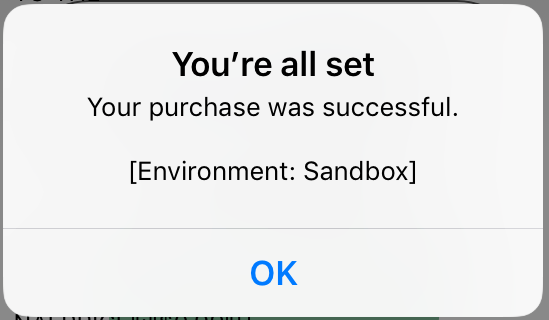 You're all set
Your purchase was successful.
[Environment: Sandbox]
OK